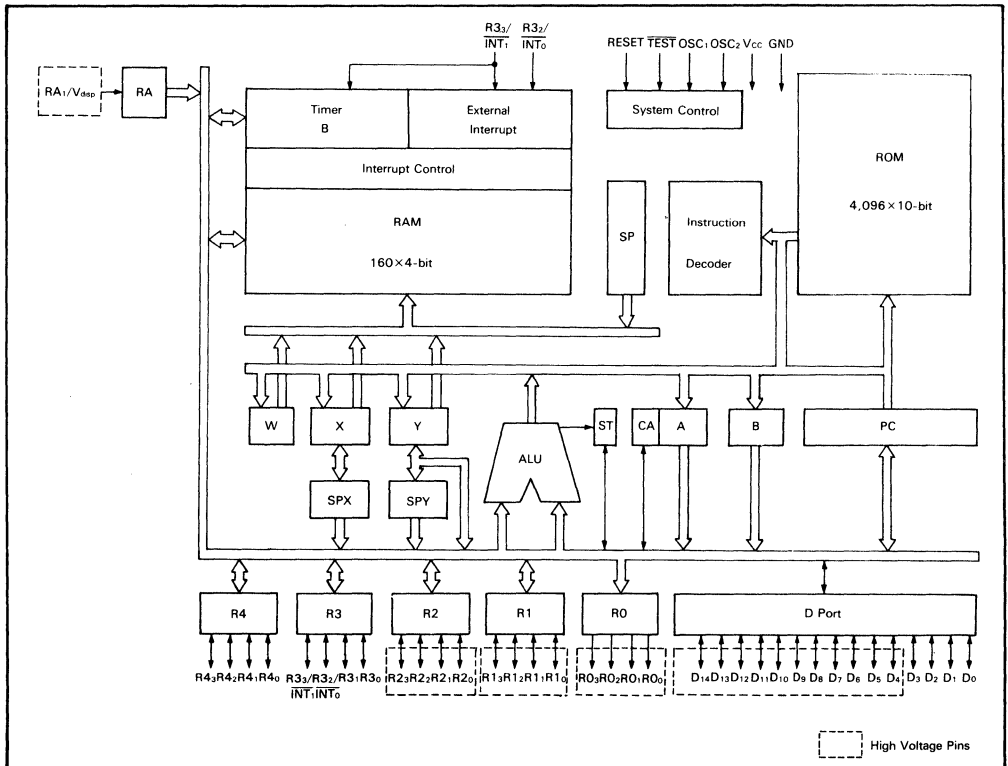 R3₃/ R3₂/
INT₁ INT₀
RESET TEST OSC₁ OSC₂ Vcc GND
RA₁/Vdisp
RA
Timer
B
External
Interrupt
System Control
Interrupt Control
ROM
4,096×10-bit
RAM
160×4-bit
SP
Instruction
Decoder
W
X
Y
ALU
ST
CA
A
B
PC
SPX
SPY
R4
R3
R2
R1
R0
D Port
R4₃R4₂R4₁R4₀
R3₃/R3₂/R3₁R3₀
INT₁INT₀
R2₃R2₂R2₁R2₀
R1₃R1₂R1₁R1₀
R0₃R0₂R0₁R0₀
D₁₄D₁₃D₁₂D₁₁D₁₀ D₉ D₈ D₇ D₆ D₅ D₄ D₃ D₂ D₁ D₀
High Voltage Pins